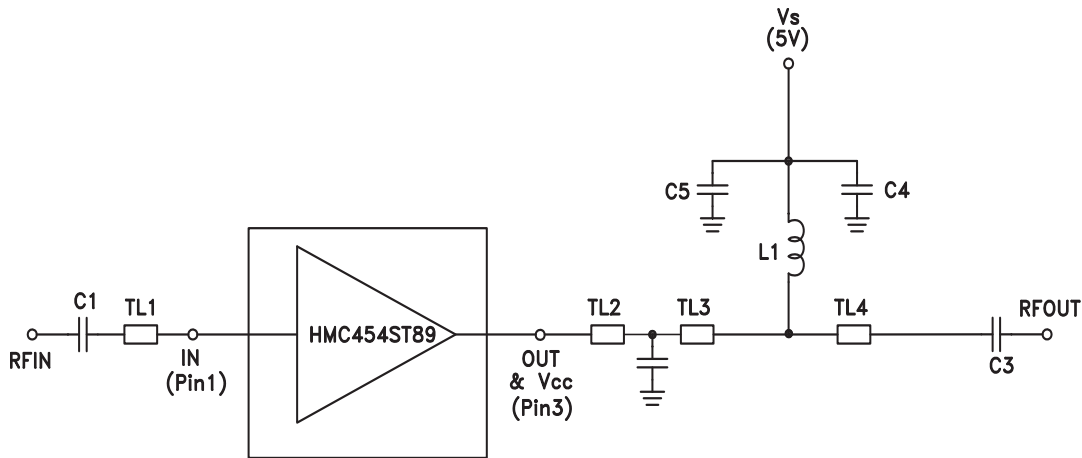 Vs
(5V)
C5
C4
L1
C1
TL1
TL2
TL3
TL4
RFOUT
HMC454ST89
RFIN
IN
(Pin1)
OUT
& Vcc
(Pin3)
C3